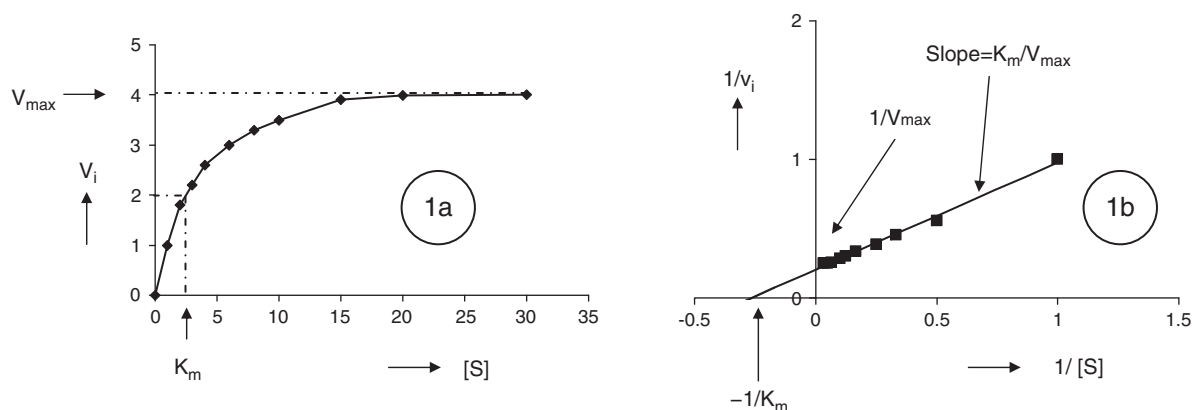 5
4
3
2
1
0
V_max
V_i
1a
0 5 10 15 20 25 30 35
K_m
[S]
2
1
0
1/v_i
Slope=K_m/V_max
1/V_max
1b
-0.5 0 0.5 1 1.5
1/ [S]
–1/K_m